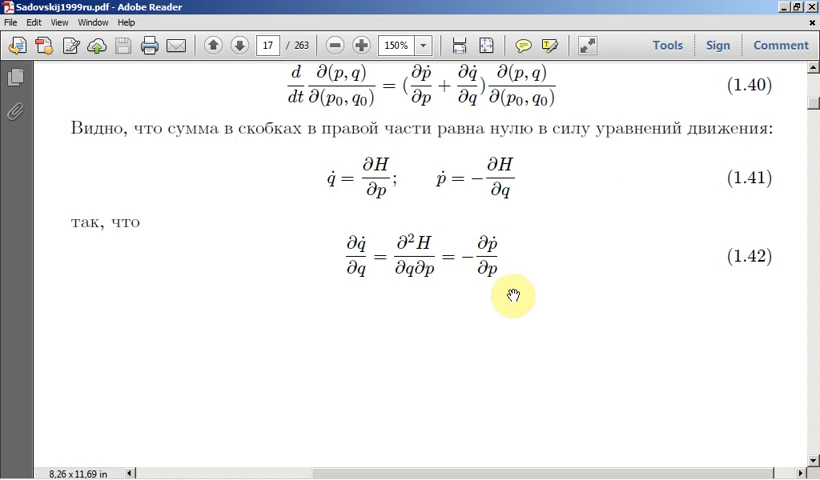 Sadovskij1999ru.pdf - Adobe Reader
File Edit View Window Help
17 / 263 150% Tools Sign Comment
d/dt ∂(p, q)/∂(p₀, q₀) = (∂ṗ/∂p + ∂q̇/∂q) ∂(p, q)/∂(p₀, q₀) (1.40)
Видно, что сумма в скобках в правой части равна нулю в силу уравнений движения:
q̇ = ∂H/∂p; ṗ = −∂H/∂q (1.41)
так, что
∂q̇/∂q = ∂²H/∂q∂p = −∂ṗ/∂p (1.42)
8,26 x 11,69 in